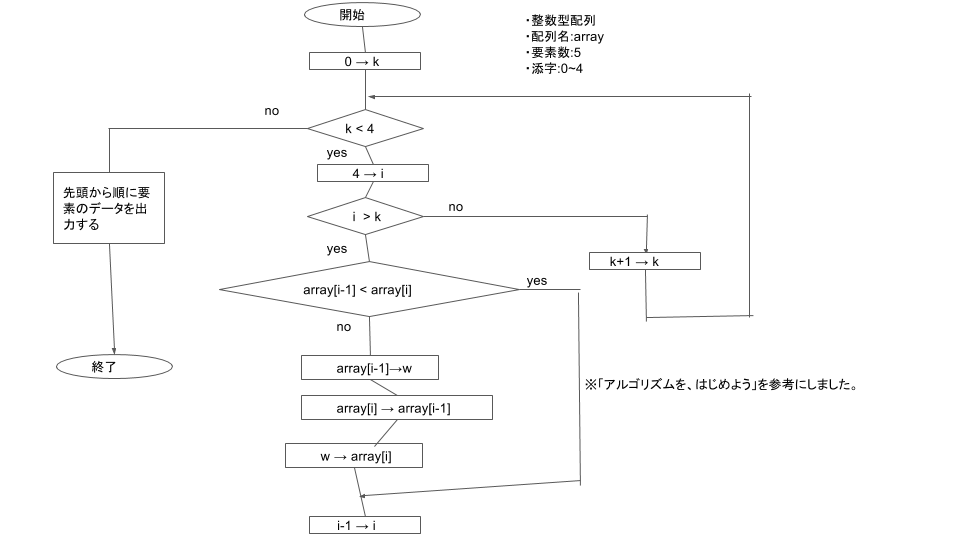 開始
・整数型配列
・配列名:array
・要素数:5
・添字:0~4
0 → k
no
k < 4
yes
4 → i
先頭から順に要
素のデータを出
力する
i > k
no
yes
k+1 → k
array[i-1] < array[i]
yes
no
終了
array[i-1]→w
※「アルゴリズムを、はじめよう」を参考にしました。
array[i] → array[i-1]
w → array[i]
i-1 → i